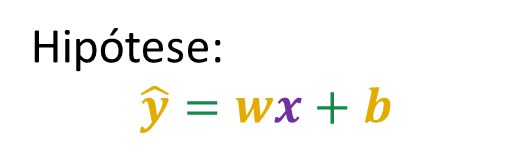 Hipótese:
ŷ = wx + b